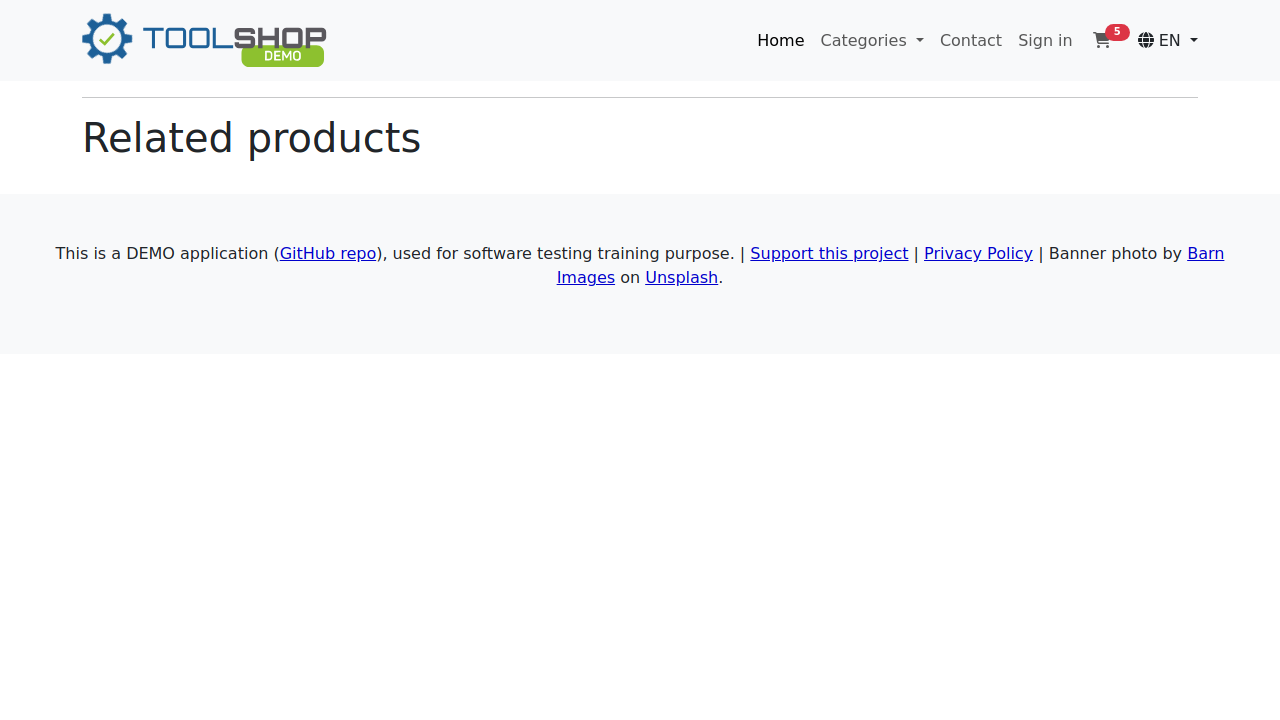 TOOLSHOP
DEMO
Home Categories Contact Sign in 5 EN
Related products
This is a DEMO application (GitHub repo), used for software testing training purpose. | Support this project | Privacy Policy | Banner photo by Barn
Images on Unsplash.